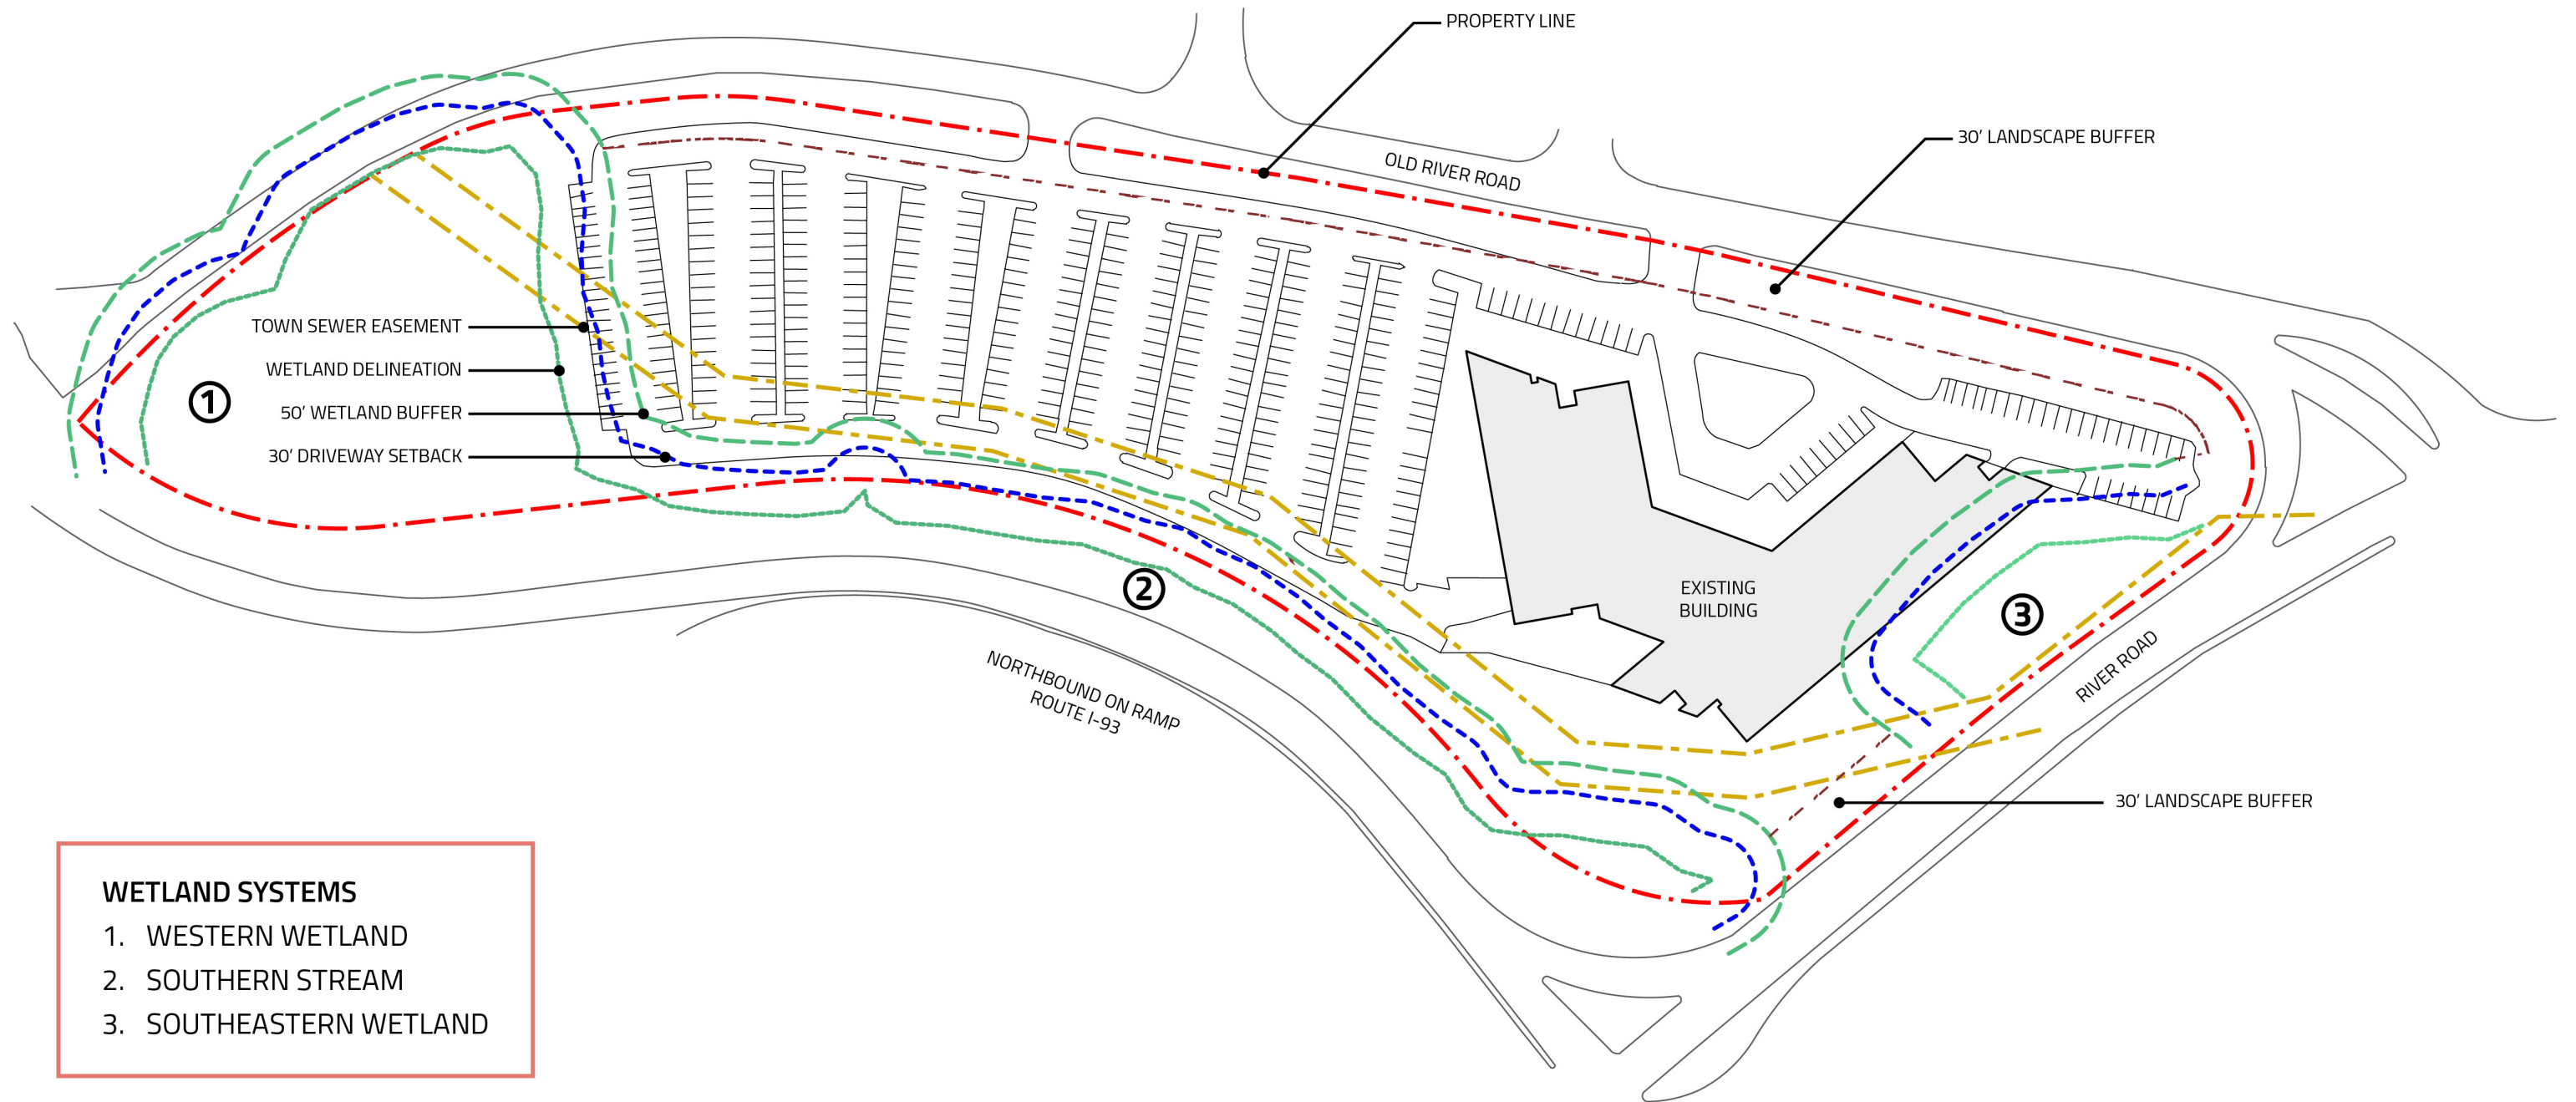 PROPERTY LINE
30’ LANDSCAPE BUFFER
OLD RIVER ROAD
TOWN SEWER EASEMENT
WETLAND DELINEATION
50’ WETLAND BUFFER
30’ DRIVEWAY SETBACK
1
2
3
EXISTING
BUILDING
RIVER ROAD
NORTHBOUND ON RAMP
ROUTE I-93
30’ LANDSCAPE BUFFER
WETLAND SYSTEMS
1. WESTERN WETLAND
2. SOUTHERN STREAM
3. SOUTHEASTERN WETLAND